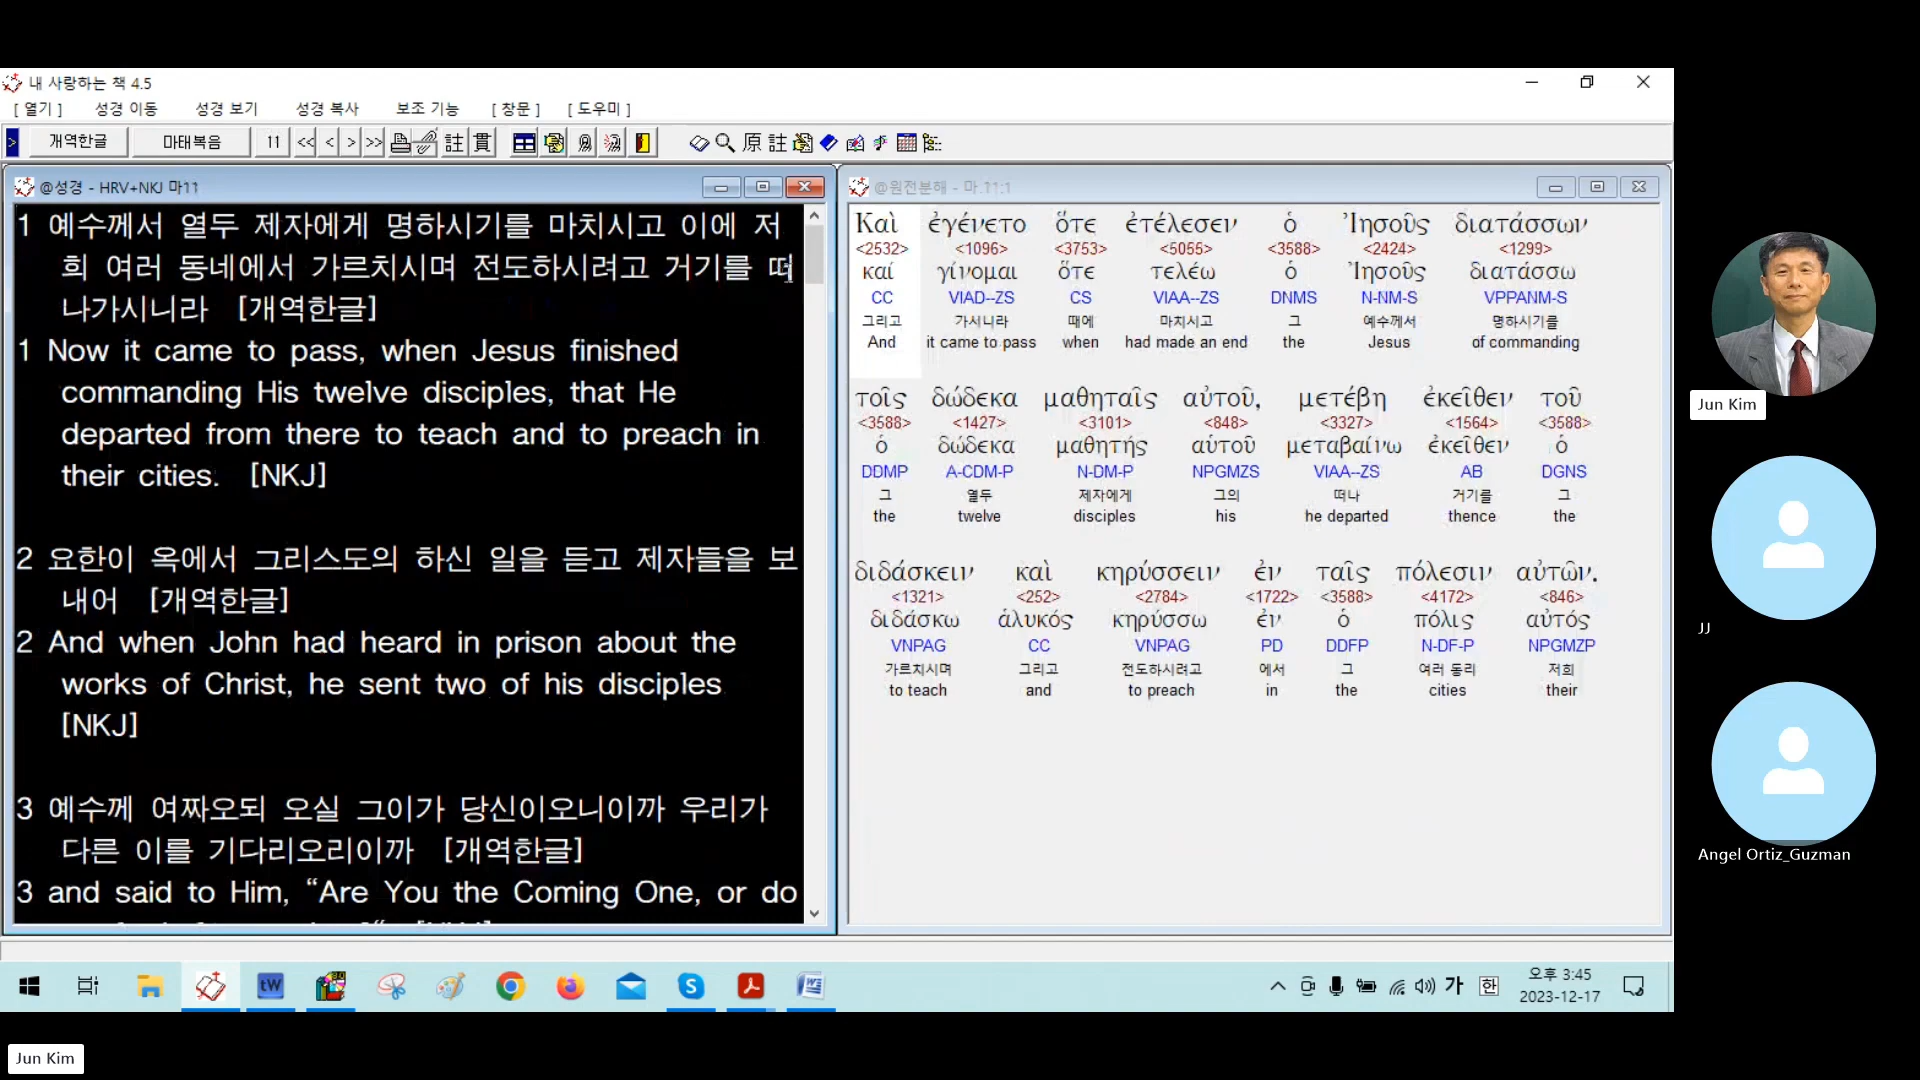 내 사랑하는 책 4.5
[ 열기 ] 성경 이동 성경 보기 성경 복사 보조 기능 [ 창문 ] [ 도우미 ]
> 개역한글 마태복음 11 << < > >> 註 貫 原 註
@성경 - HRV+NKJ 마11
1 예수께서 열두 제자에게 명하시기를 마치시고 이에 저
희 여러 동네에서 가르치시며 전도하시려고 거기를 떠
나가시니라 [개역한글]
1 Now it came to pass, when Jesus finished
commanding His twelve disciples, that He
departed from there to teach and to preach in
their cities. [NKJ]
2 요한이 옥에서 그리스도의 하신 일을 듣고 제자들을 보
내어 [개역한글]
2 And when John had heard in prison about the
works of Christ, he sent two of his disciples
[NKJ]
3 예수께 여짜오되 오실 그이가 당신이오니이까 우리가
다른 이를 기다리오리이까 [개역한글]
3 and said to Him, “Are You the Coming One, or do
@원전분해 - 마.11:1
Καὶ ἐγένετο ὅτε ἐτέλεσεν ὁ Ἰησοῦς διατάσσων
<2532> <1096> <3753> <5055> <3588> <2424> <1299>
καί γίνομαι ὅτε τελέω ὁ Ἰησοῦς διατάσσω
CC VIAD--ZS CS VIAA--ZS DNMS N-NM-S VPPANM-S
그리고 가시니라 때에 마치시고 그 예수께서 명하시기를
And it came to pass when had made an end the Jesus of commanding
τοῖς δώδεκα μαθηταῖς αὐτοῦ, μετέβη ἐκεῖθεν τοῦ
<3588> <1427> <3101> <848> <3327> <1564> <3588>
ὁ δώδεκα μαθητής αὑτοῦ μεταβαίνω ἐκεῖθεν ὁ
DDMP A-CDM-P N-DM-P NPGMZS VIAA--ZS AB DGNS
그 열두 제자에게 그의 떠나 거기를 그
the twelve disciples his he departed thence the
διδάσκειν καὶ κηρύσσειν ἐν ταῖς πόλεσιν αὐτῶν.
<1321> <252> <2784> <1722> <3588> <4172> <846>
διδάσκω ἁλυκός κηρύσσω ἐν ὁ πόλις αὐτός
VNPAG CC VNPAG PD DDFP N-DF-P NPGMZP
가르치시며 그리고 전도하시려고 에서 그 여러 동리 저희
to teach and to preach in the cities their
Jun Kim
JJ
Angel Ortiz_Guzman
tW S W 가 한 오후 3:45
2023-12-17
Jun Kim